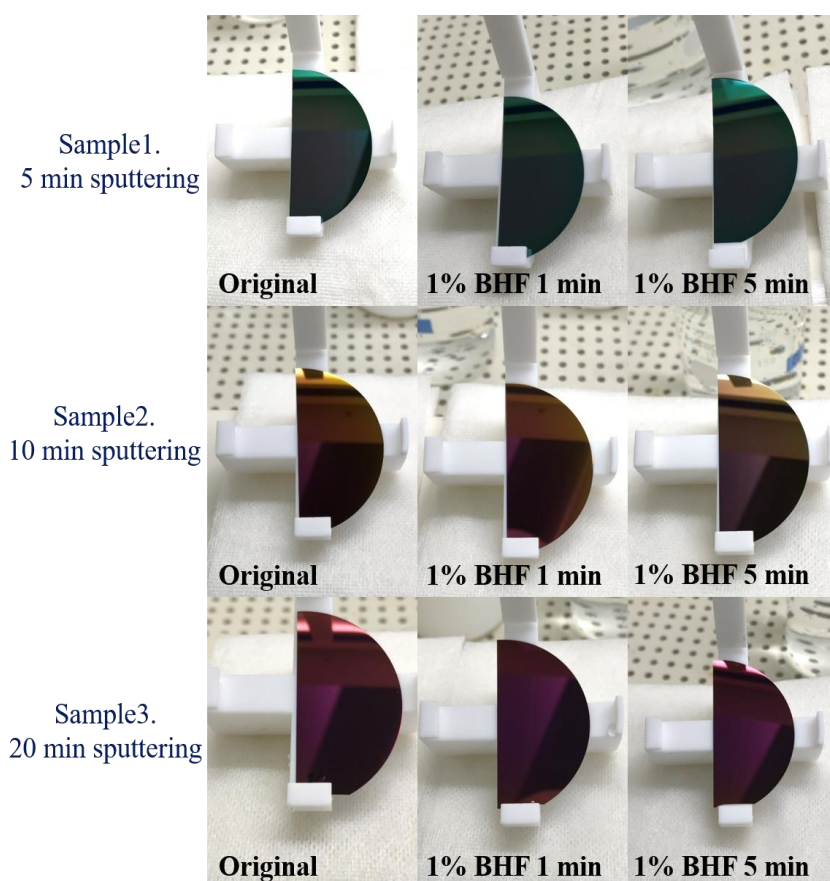 Sample1.
5 min sputtering
Original
1% BHF 1 min
1% BHF 5 min
Sample2.
10 min sputtering
Original
1% BHF 1 min
1% BHF 5 min
Sample3.
20 min sputtering
Original
1% BHF 1 min
1% BHF 5 min